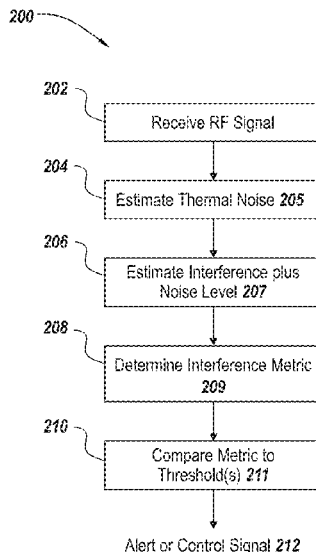 200
202
Receive RF Signal
204
Estimate Thermal Noise 205
206
Estimate Interference plus
Noise Level 207
208
Determine Interference Metric
209
210
Compare Metric to
Threshold(s) 211
Alert or Control Signal 212